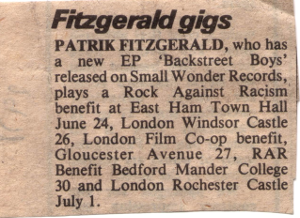 Fitzgerald gigs
PATRIK FITZGERALD, who has
a new EP 'Backstreet Boys'
released on Small Wonder Records,
plays a Rock Against Racism
benefit at East Ham Town Hall
June 24, London Windsor Castle
26, London Film Co-op benefit,
Gloucester Avenue 27, RAR
Benefit Bedford Mander College
30 and London Rochester Castle
July 1.